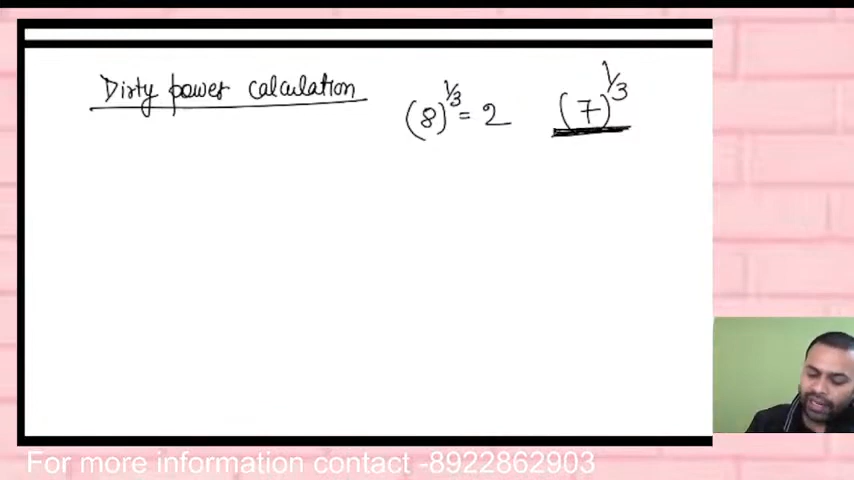 Dirty power calculation (8)^1/3 = 2 (7)^1/3
For more information contact -8922862903